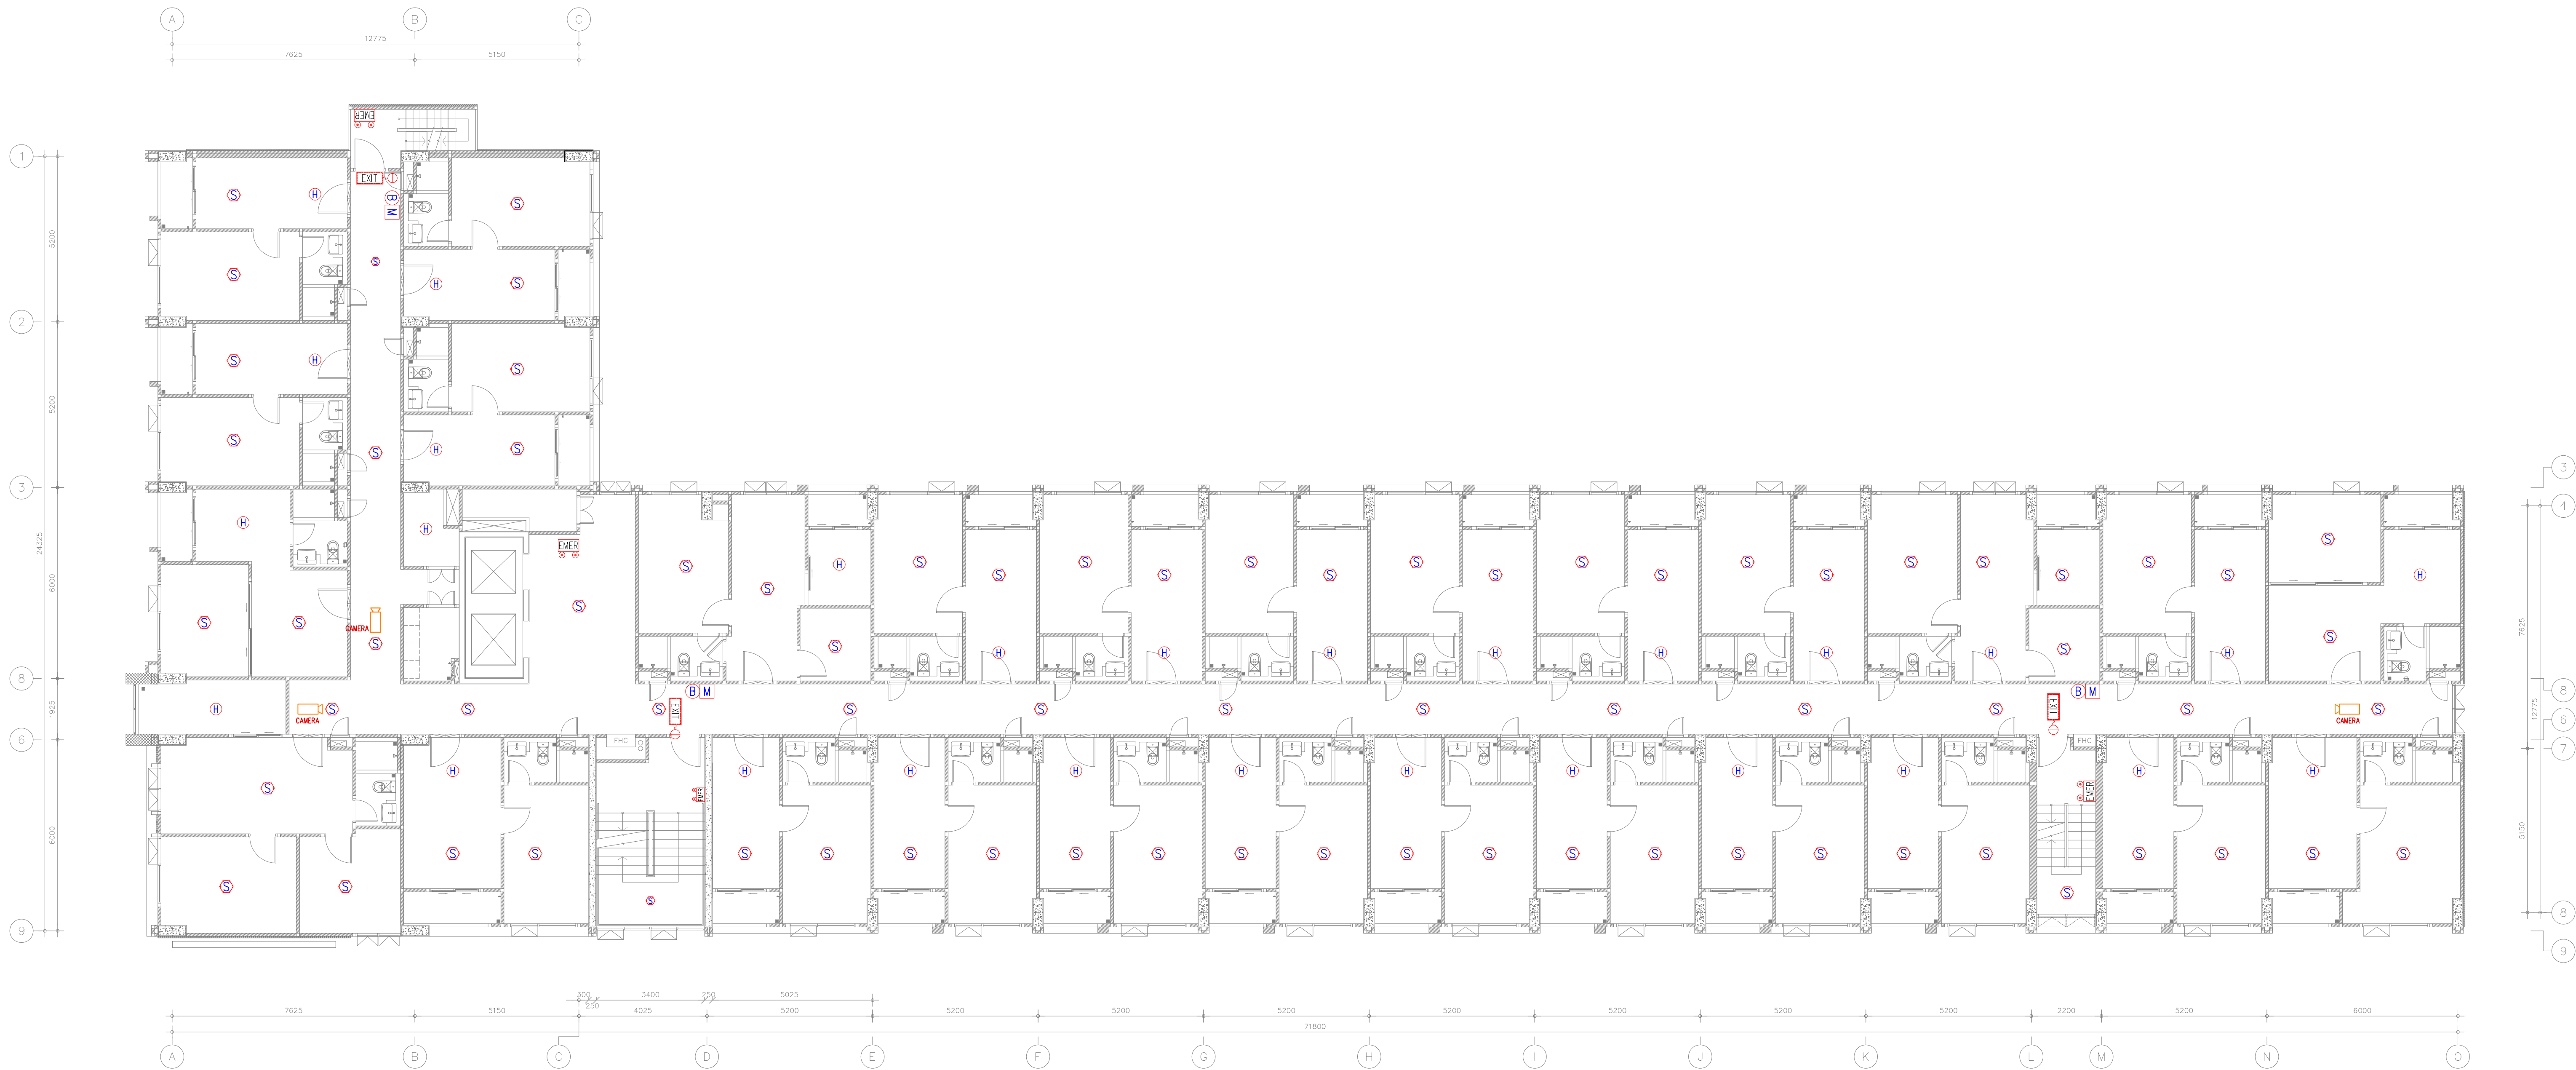 A B C
12775
7625 5150
EMER
1
EXIT
S H B S
M
5200
S S
H S
2
S H S
5200
S S
H S
3 3
4
H H EMER
24325
6000
S H S S S S S S S S S S S S S S S
S S S S S S S S S S H
S S
CAMERA
S
S S
H H H H H H H H
8 B M B M 8
7625
1925
H CAMERA S S S EXIT S S S S S S S EXIT S CAMERA S
12775
6 FHC FHC 6
7
H H H H H H H H H H H
S EMER EMER
6000 5150
S S S S S S S S S S S S S S S S S S S S S S
S S S S
9 8
9
300 3400 250 5025
250
7625 5150 4025 5200 5200 5200 5200 5200 5200 5200 5200 2200 5200 6000
71800
A B C D E F G H I J K L M N O